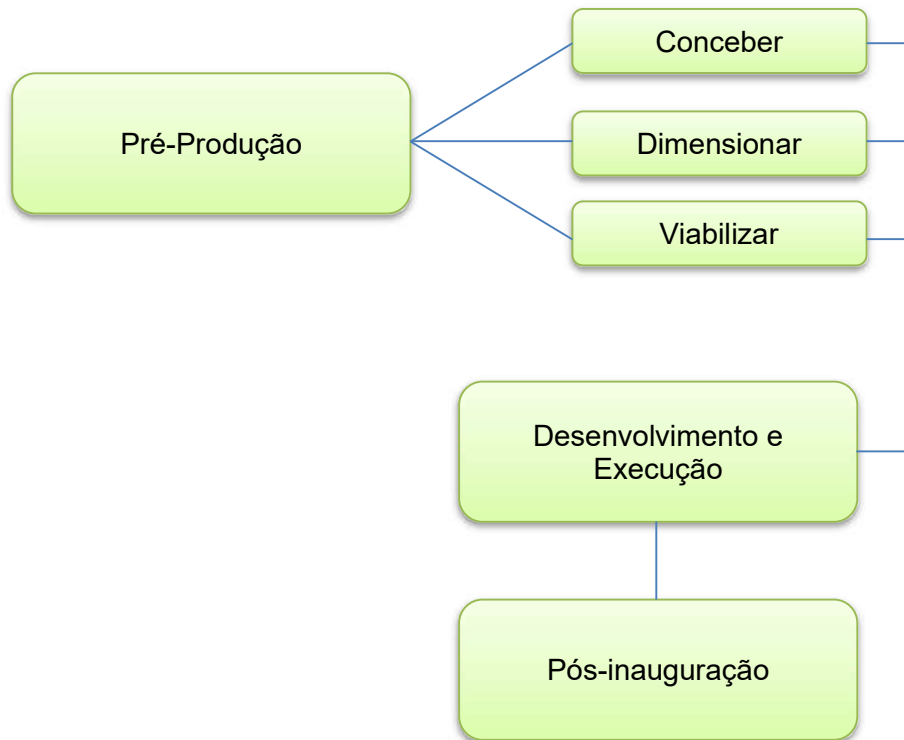 Conceber
Pré-Produção
Dimensionar
Viabilizar
Desenvolvimento e
Execução
Pós-inauguração